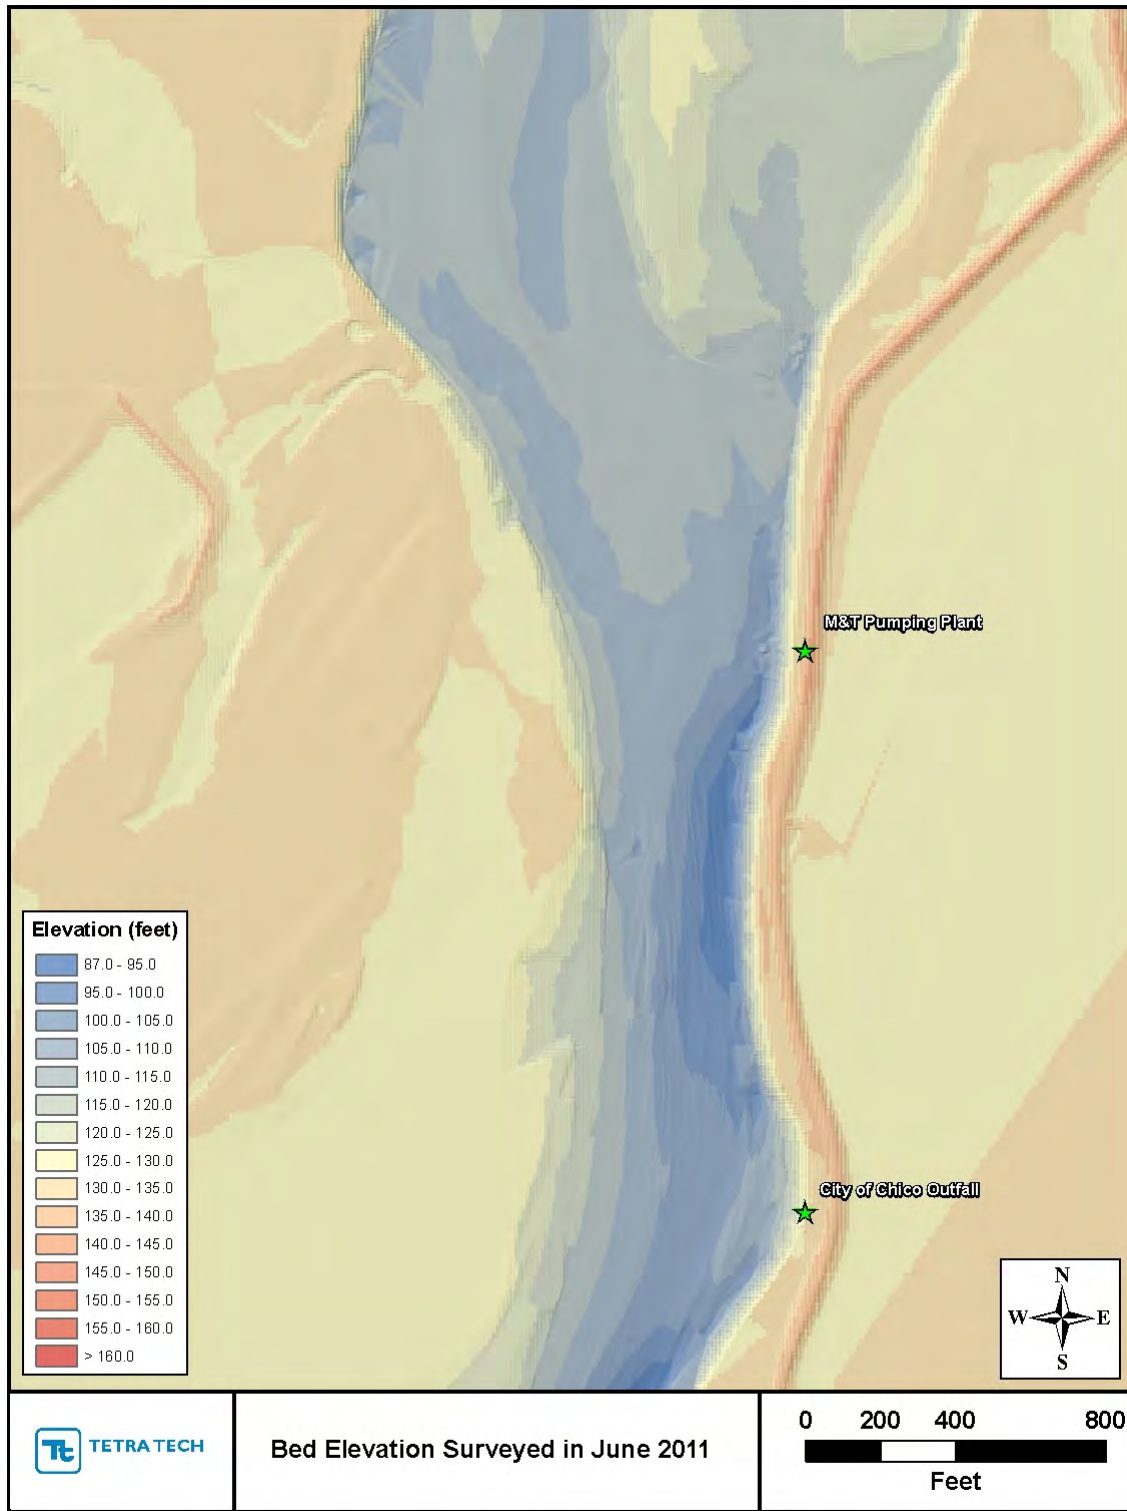 M&T Pumping Plant
City of Chico Outfall
Elevation (feet)
87.0 - 95.0
95.0 - 100.0
100.0 - 105.0
105.0 - 110.0
110.0 - 115.0
115.0 - 120.0
120.0 - 125.0
125.0 - 130.0
130.0 - 135.0
135.0 - 140.0
140.0 - 145.0
145.0 - 150.0
150.0 - 155.0
155.0 - 160.0
> 160.0
N
W E
S
Tt TETRA TECH
Bed Elevation Surveyed in June 2011
0 200 400 800
Feet